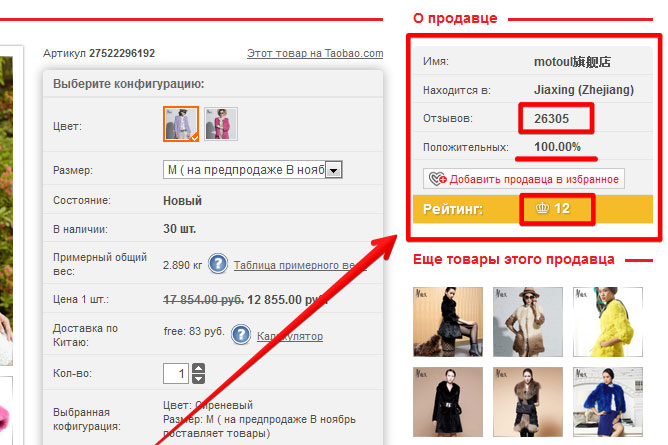 О продавце
Артикул 27522296192 Этот товар на Taobao.com
Выберите конфигурацию:
Цвет:
Размер: M ( на предпродаже В нояб
Состояние: Новый
В наличии: 30 шт.
Примерный общий
вес: 2.890 кг ? Таблица примерного ве
Цена 1 шт.: 17 854.00 руб. 12 855.00 руб.
Доставка по
Китаю: free: 83 руб. ? Калькулятор
Кол-во: 1
Выбранная
кофигурация:
Цвет: Сиреневый
Размер: M ( на предпродаже В ноябрь
поставляет товары)
Имя: motoul旗舰店
Находится в: Jiaxing (Zhejiang)
Отзывов: 26305
Положительных: 100.00%
Добавить продавца в избранное
Рейтинг: 12
Еще товары этого продавца